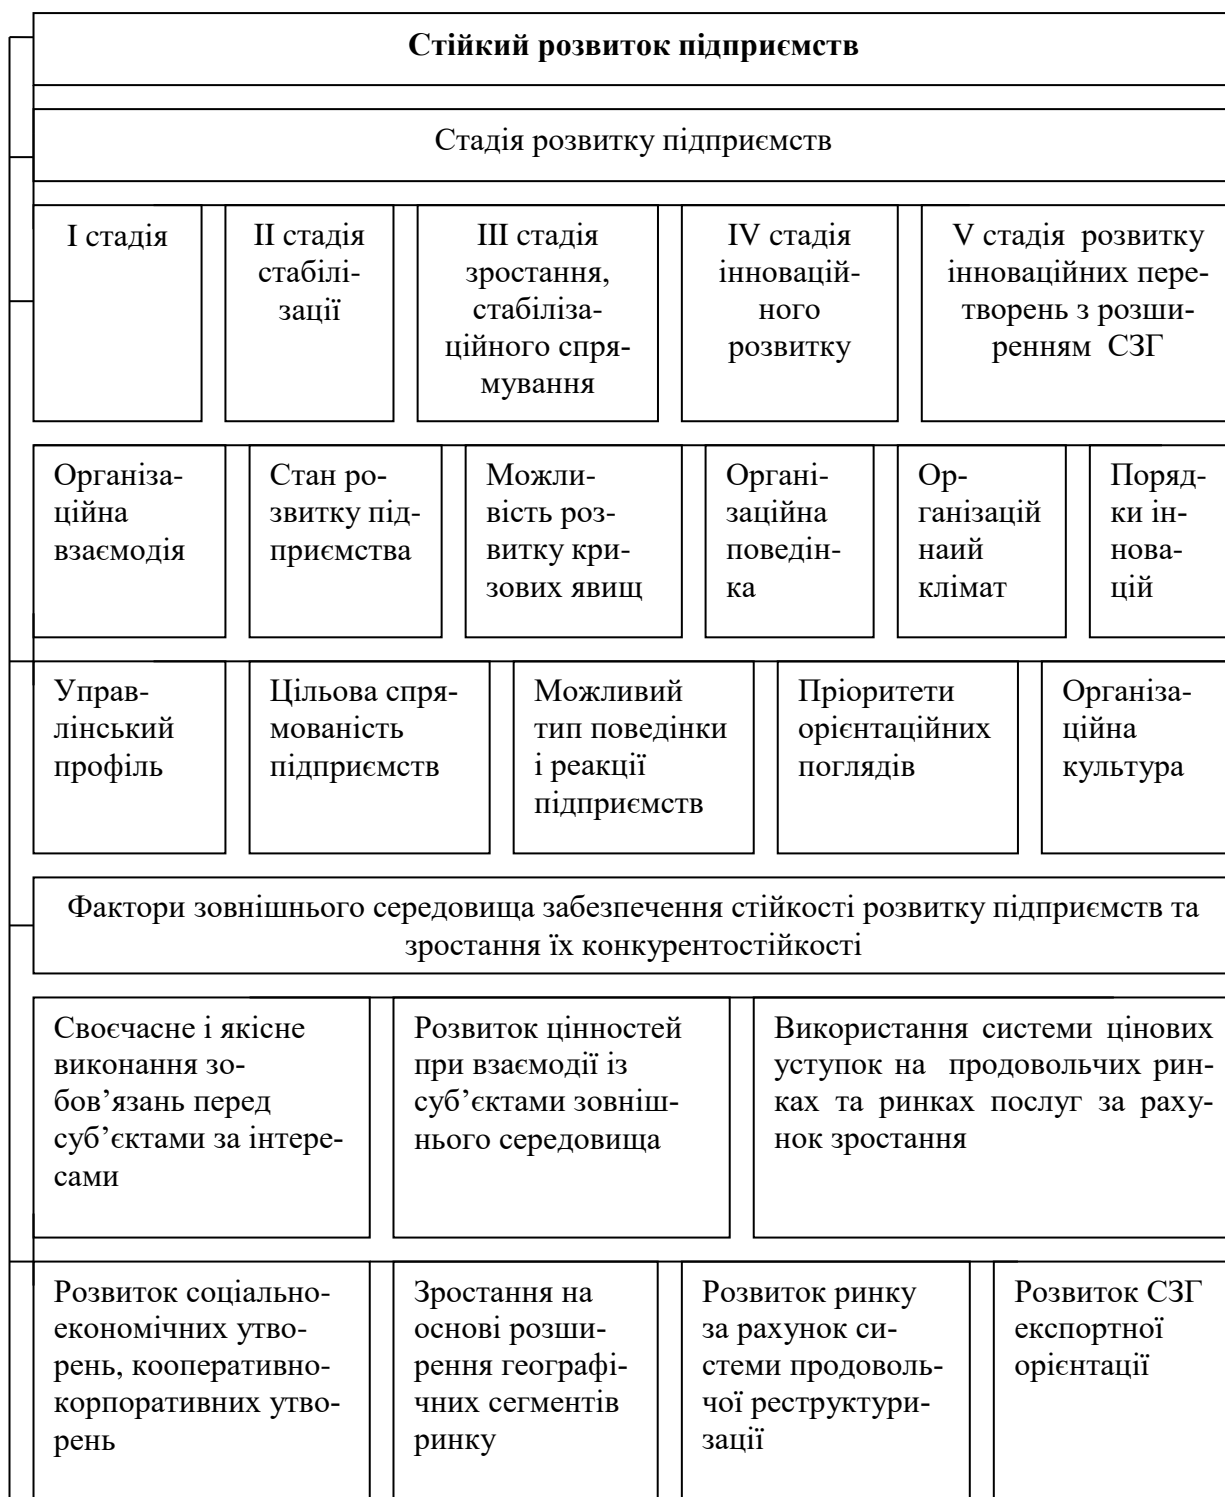 Стійкий розвиток підприємств
Стадія розвитку підприємств
І стадія
ІІ стадія
стабілі-
зації
ІІІ стадія
зростання,
стабіліза-
ційного спря-
мування
IV стадія
інновацій-
ного
розвитку
V стадія розвитку
інноваційних пере-
творень з розши-
ренням СЗГ
Організа-
ційна
взаємодія
Стан ро-
звитку під-
приємства
Можли-
вість роз-
витку кри-
зових явищ
Органі-
заційна
поведін-
ка
Ор-
ганізацій
наий
клімат
Поряд-
ки ін-
нова-
цій
Управ-
лінський
профіль
Цільова спря-
мованість
підприємств
Можливий
тип поведінки
і реакції
підприємств
Пріоритети
орієнтаційних
поглядів
Організа-
ційна
культура
Фактори зовнішнього середовища забезпечення стійкості розвитку підприємств та
зростання їх конкурентостійкості
Своєчасне і якісне
виконання зо-
бов’язань перед
суб’єктами за інтере-
сами
Розвиток цінностей
при взаємодії із
суб’єктами зовніш-
нього середовища
Використання системи цінових
уступок на продовольчих рин-
ках та ринках послуг за раху-
нок зростання
Розвиток соціально-
економічних утво-
рень, кооперативно-
корпоративних утво-
рень
Зростання на
основі розши-
рення географі-
чних сегментів
ринку
Розвиток ринку
за рахунок си-
стеми продоволь-
чої реструктури-
зації
Розвиток СЗГ
експортної
орієнтації